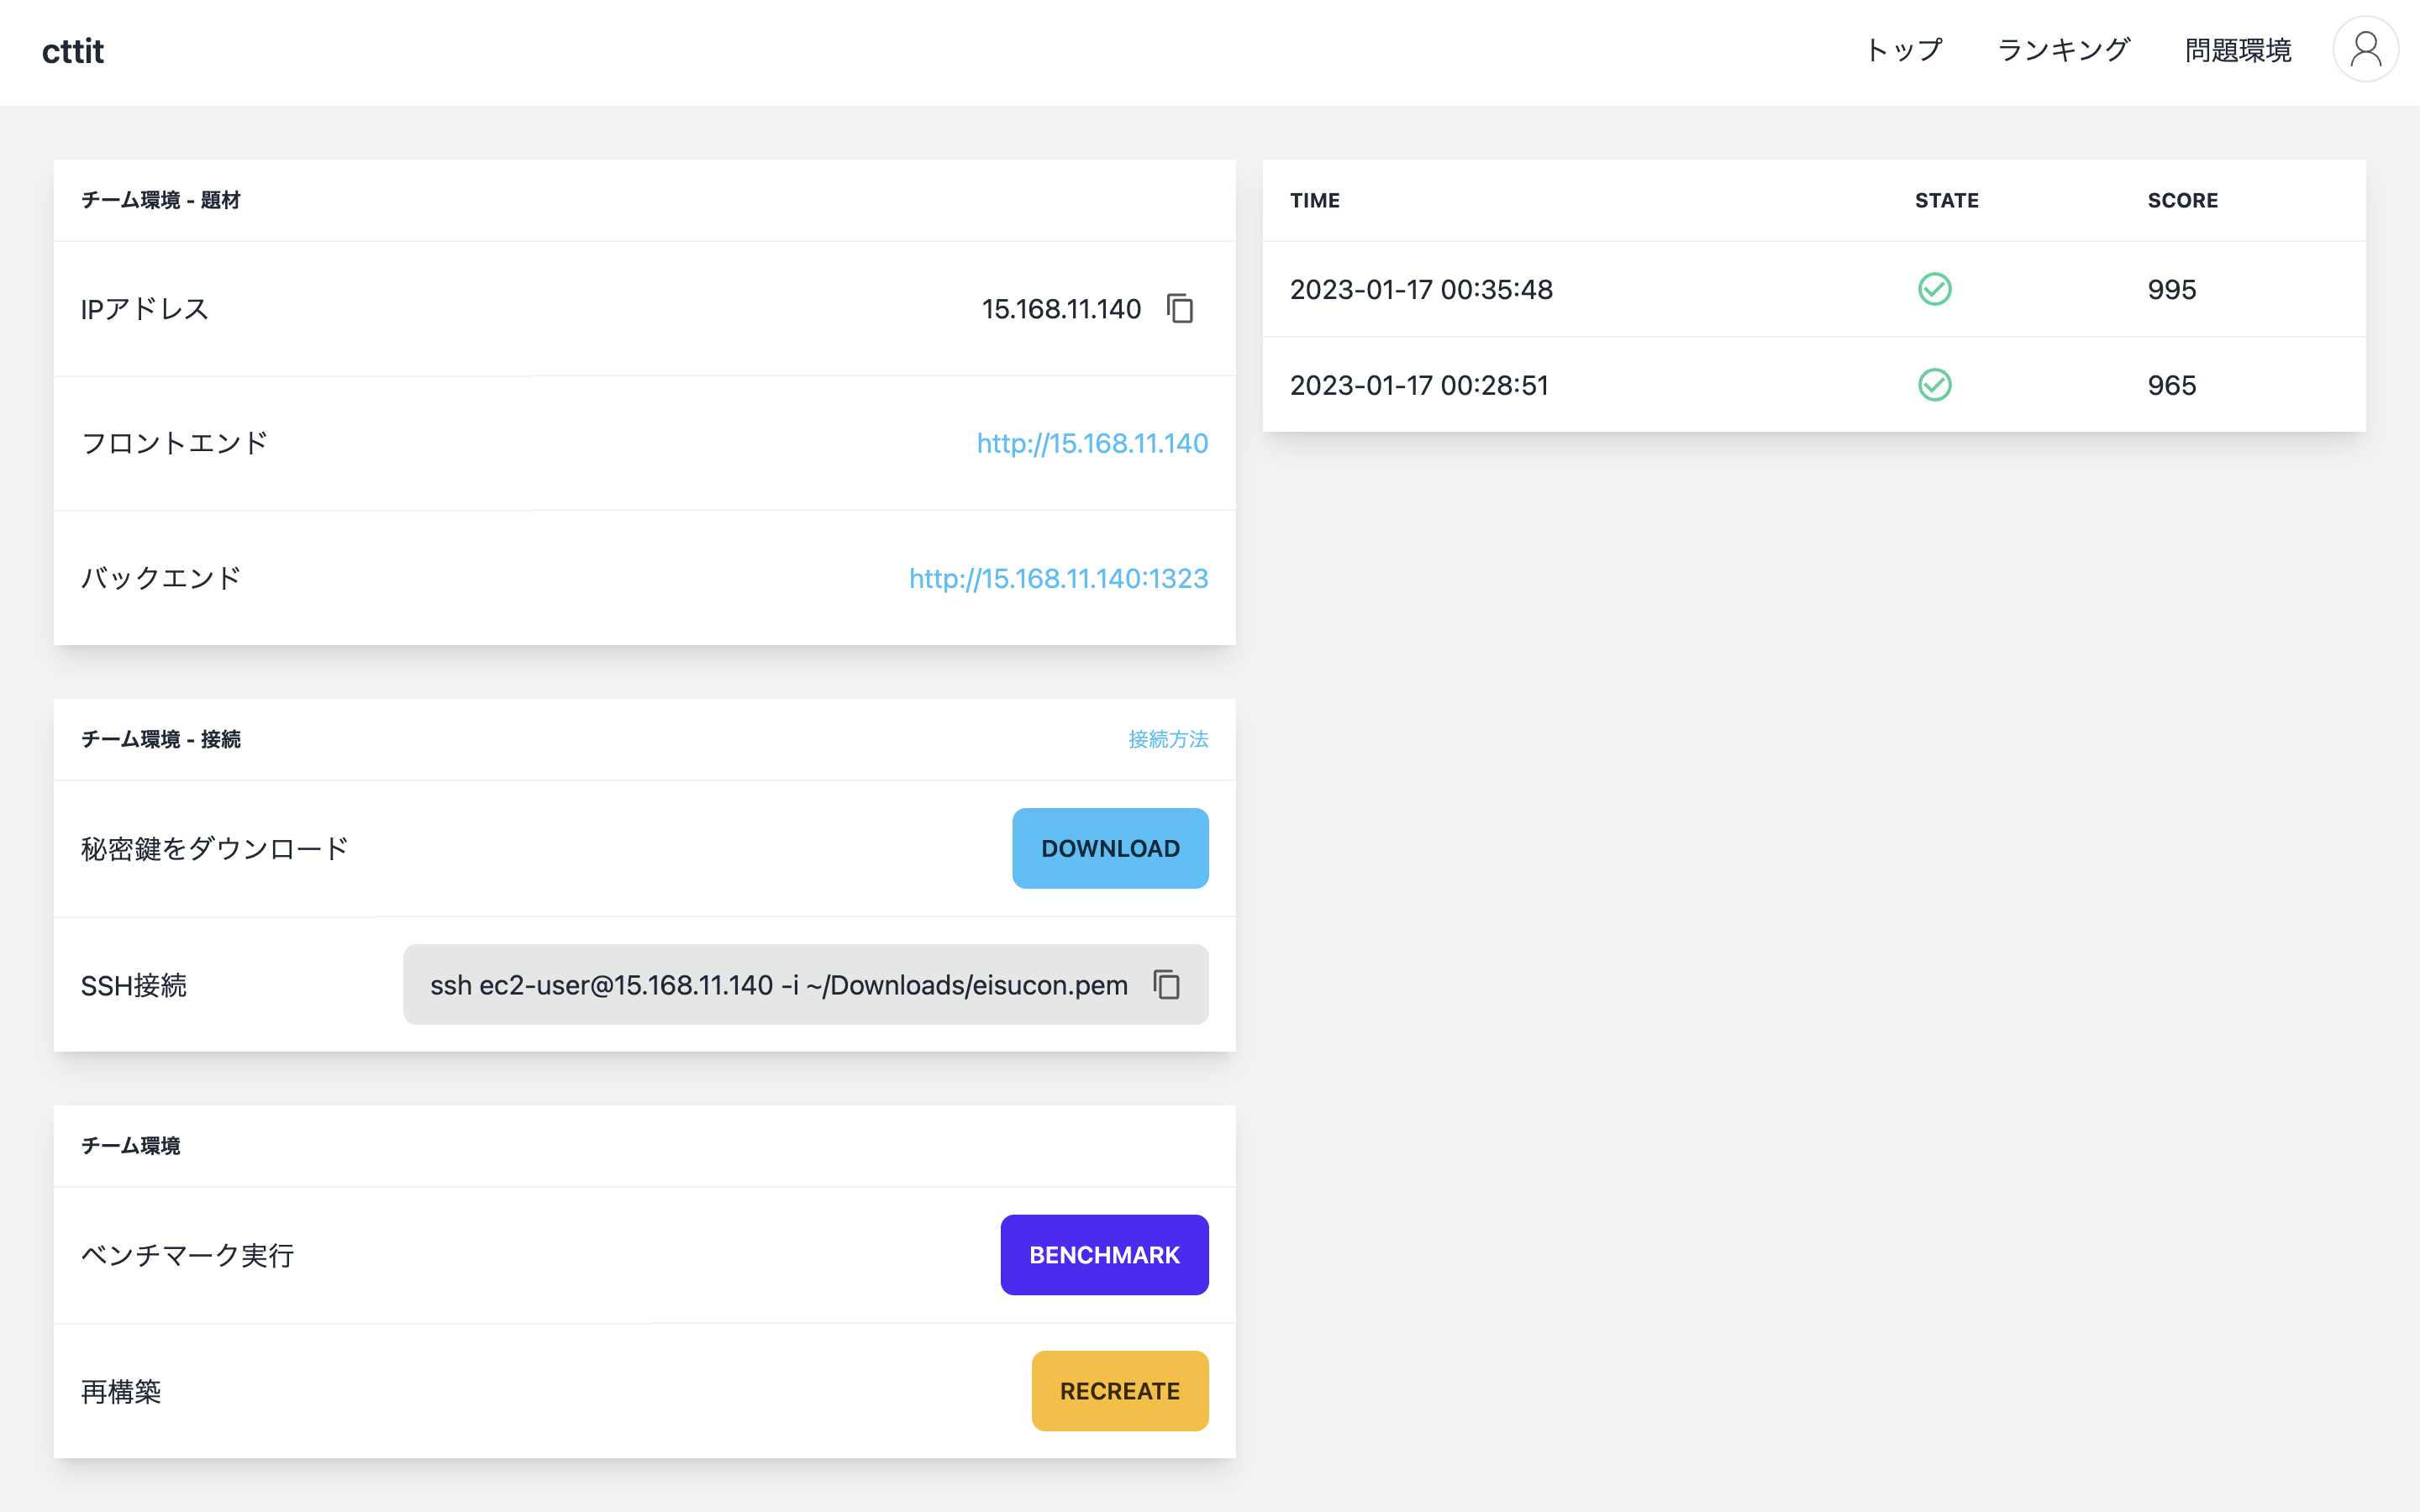 cttit
トップ ランキング 問題環境
チーム環境 - 題材
IPアドレス 15.168.11.140
フロントエンド http://15.168.11.140
バックエンド http://15.168.11.140:1323
チーム環境 - 接続 接続方法
秘密鍵をダウンロード DOWNLOAD
SSH接続 ssh ec2-user@15.168.11.140 -i ~/Downloads/eisucon.pem
チーム環境
ベンチマーク実行 BENCHMARK
再構築 RECREATE
TIME STATE SCORE
2023-01-17 00:35:48 995
2023-01-17 00:28:51 965